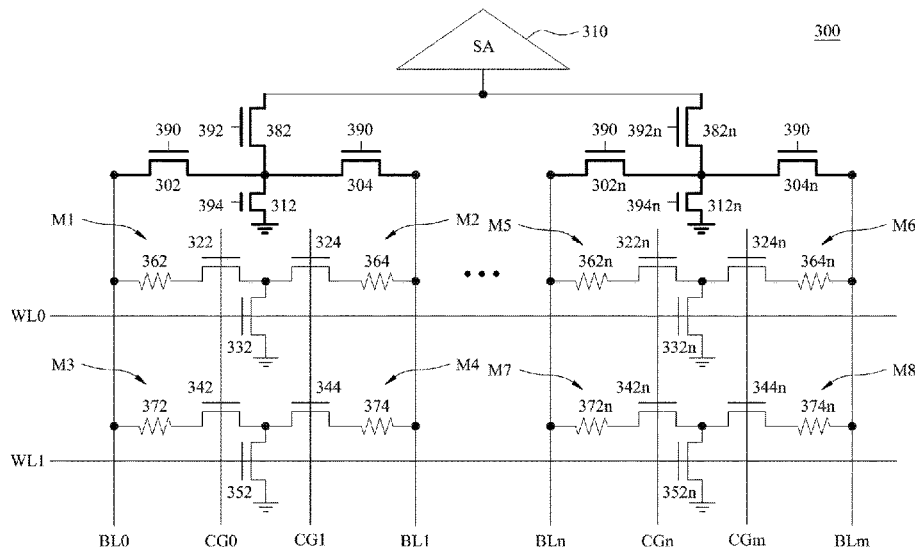 310
300
SA
390
392
382
390
390
392n
382n
390
302
304
302n
304n
394
312
394n
312n
M1
322
324
M2
M5
322n
324n
M6
362
364
362n
364n
WL0
332
332n
M3
342
344
M4
M7
342n
344n
M8
372
374
372n
374n
WL1
352
352n
BL0
CG0
CG1
BL1
BLn
CGn
CGm
BLm